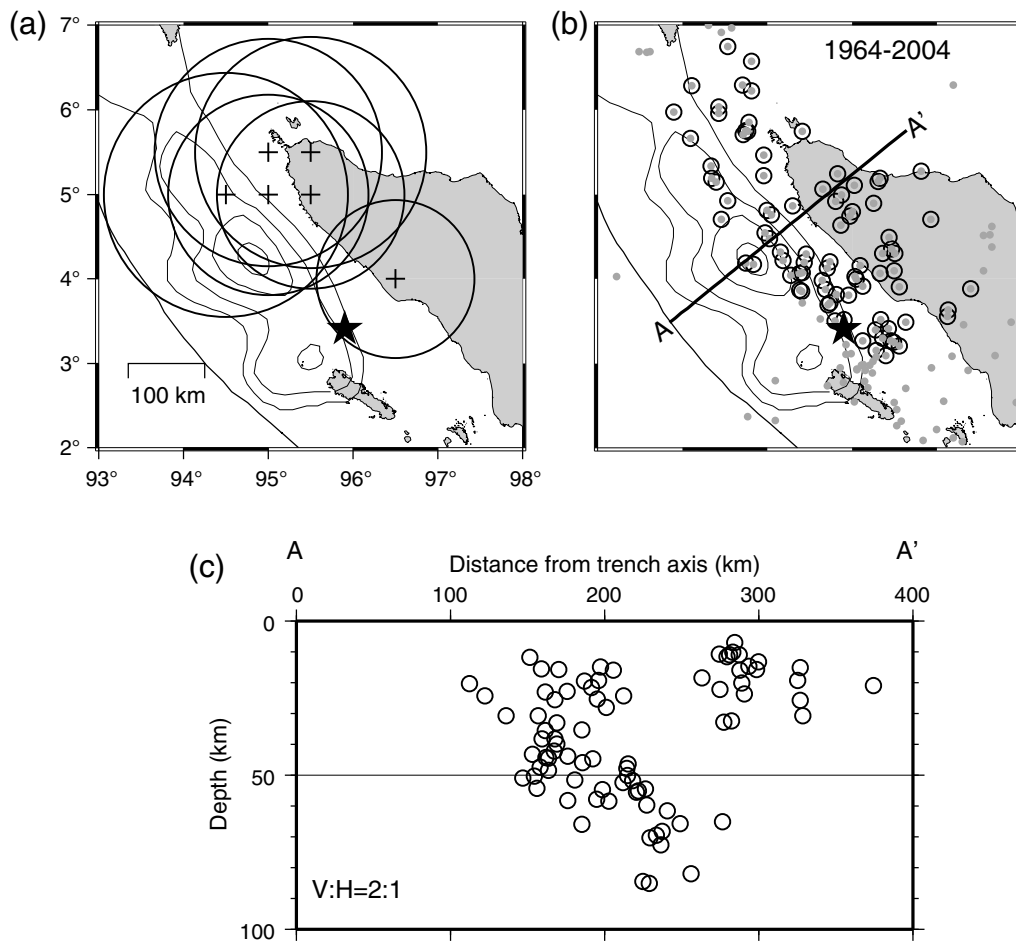 (a)
(b)
7°
6°
5°
4°
3°
2°
100 km
93° 94° 95° 96° 97° 98°
1964-2004
A'
A
(c)
A A'
Distance from trench axis (km)
0 100 200 300 400
0
50
100
Depth (km)
V:H=2:1